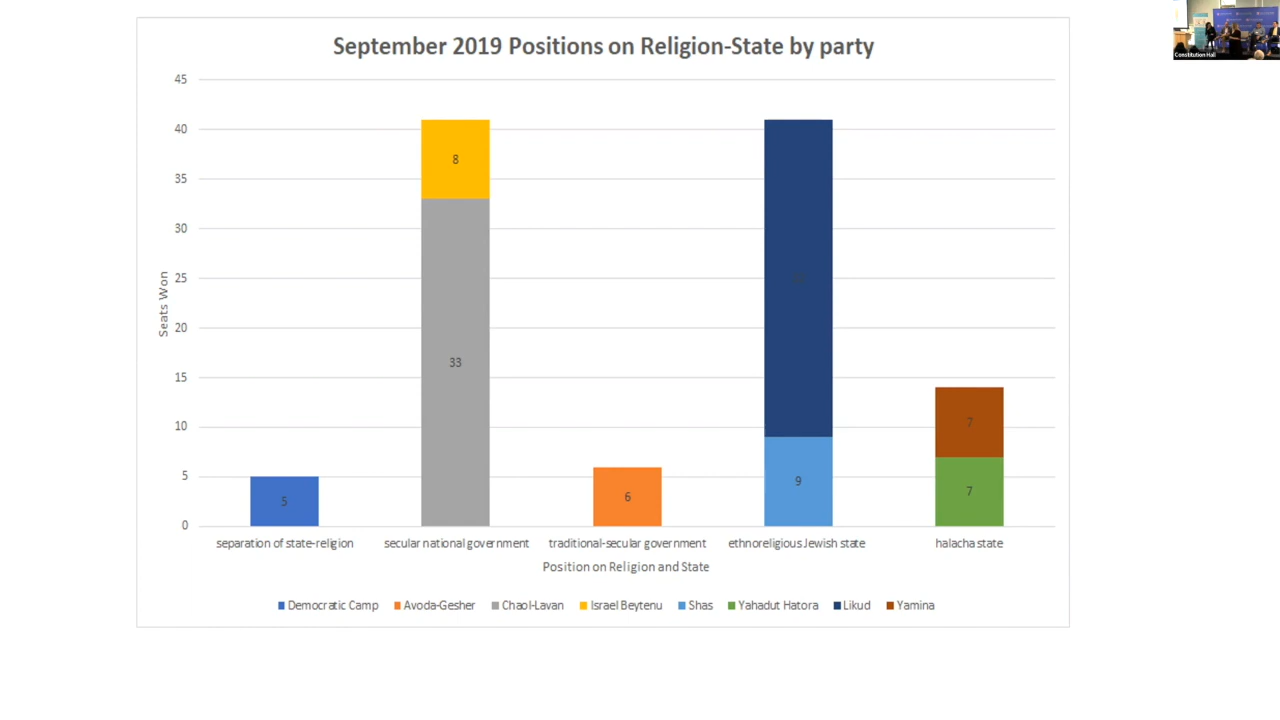 September 2019 Positions on Religion-State by party
45
40
35
30
25
20
15
10
5
0
Seats Won
5
8
33
6
9
7
7
separation of state-religion
secular national government
traditional-secular government
ethnoreligious Jewish state
halacha state
Position on Religion and State
Democratic Camp Avoda-Gesher Chaol-Lavan Israel Beytenu Shas Yahadut Hatora Likud Yamina
Constitution Hall